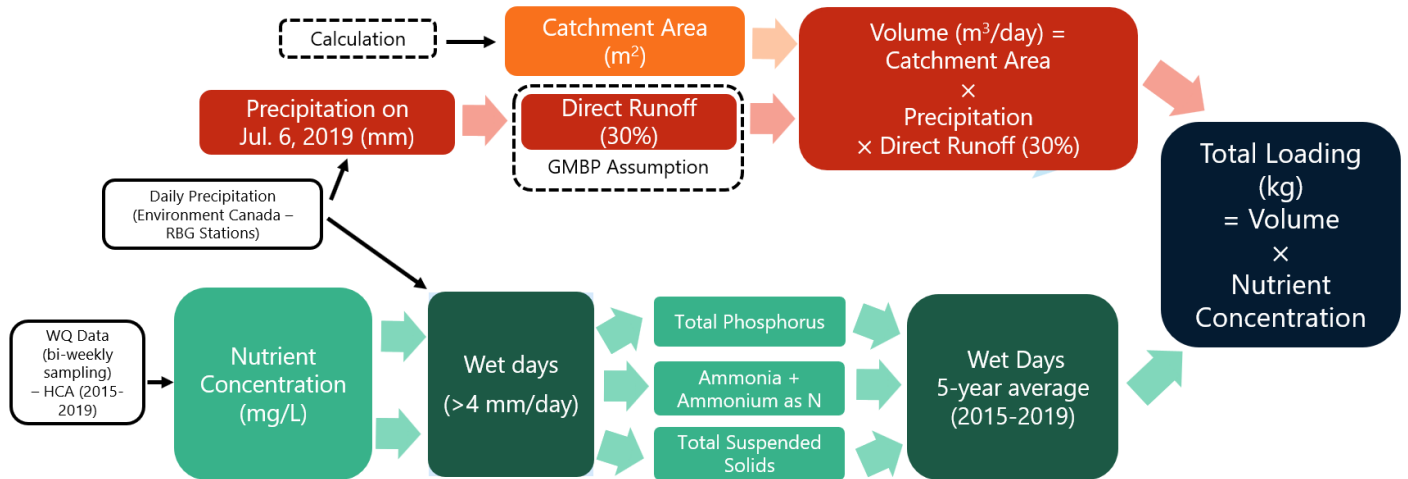 Calculation
Catchment Area
(m²)
Volume (m³/day) =
Catchment Area
×
Precipitation
× Direct Runoff (30%)
Precipitation on
Jul. 6, 2019 (mm)
Direct Runoff
(30%)
GMBP Assumption
Total Loading
(kg)
= Volume
×
Nutrient
Concentration
Daily Precipitation
(Environment Canada –
RBG Stations)
WQ Data
(bi-weekly
sampling)
– HCA (2015-
2019)
Nutrient
Concentration
(mg/L)
Wet days
(>4 mm/day)
Total Phosphorus
Ammonia +
Ammonium as N
Total Suspended
Solids
Wet Days
5-year average
(2015-2019)